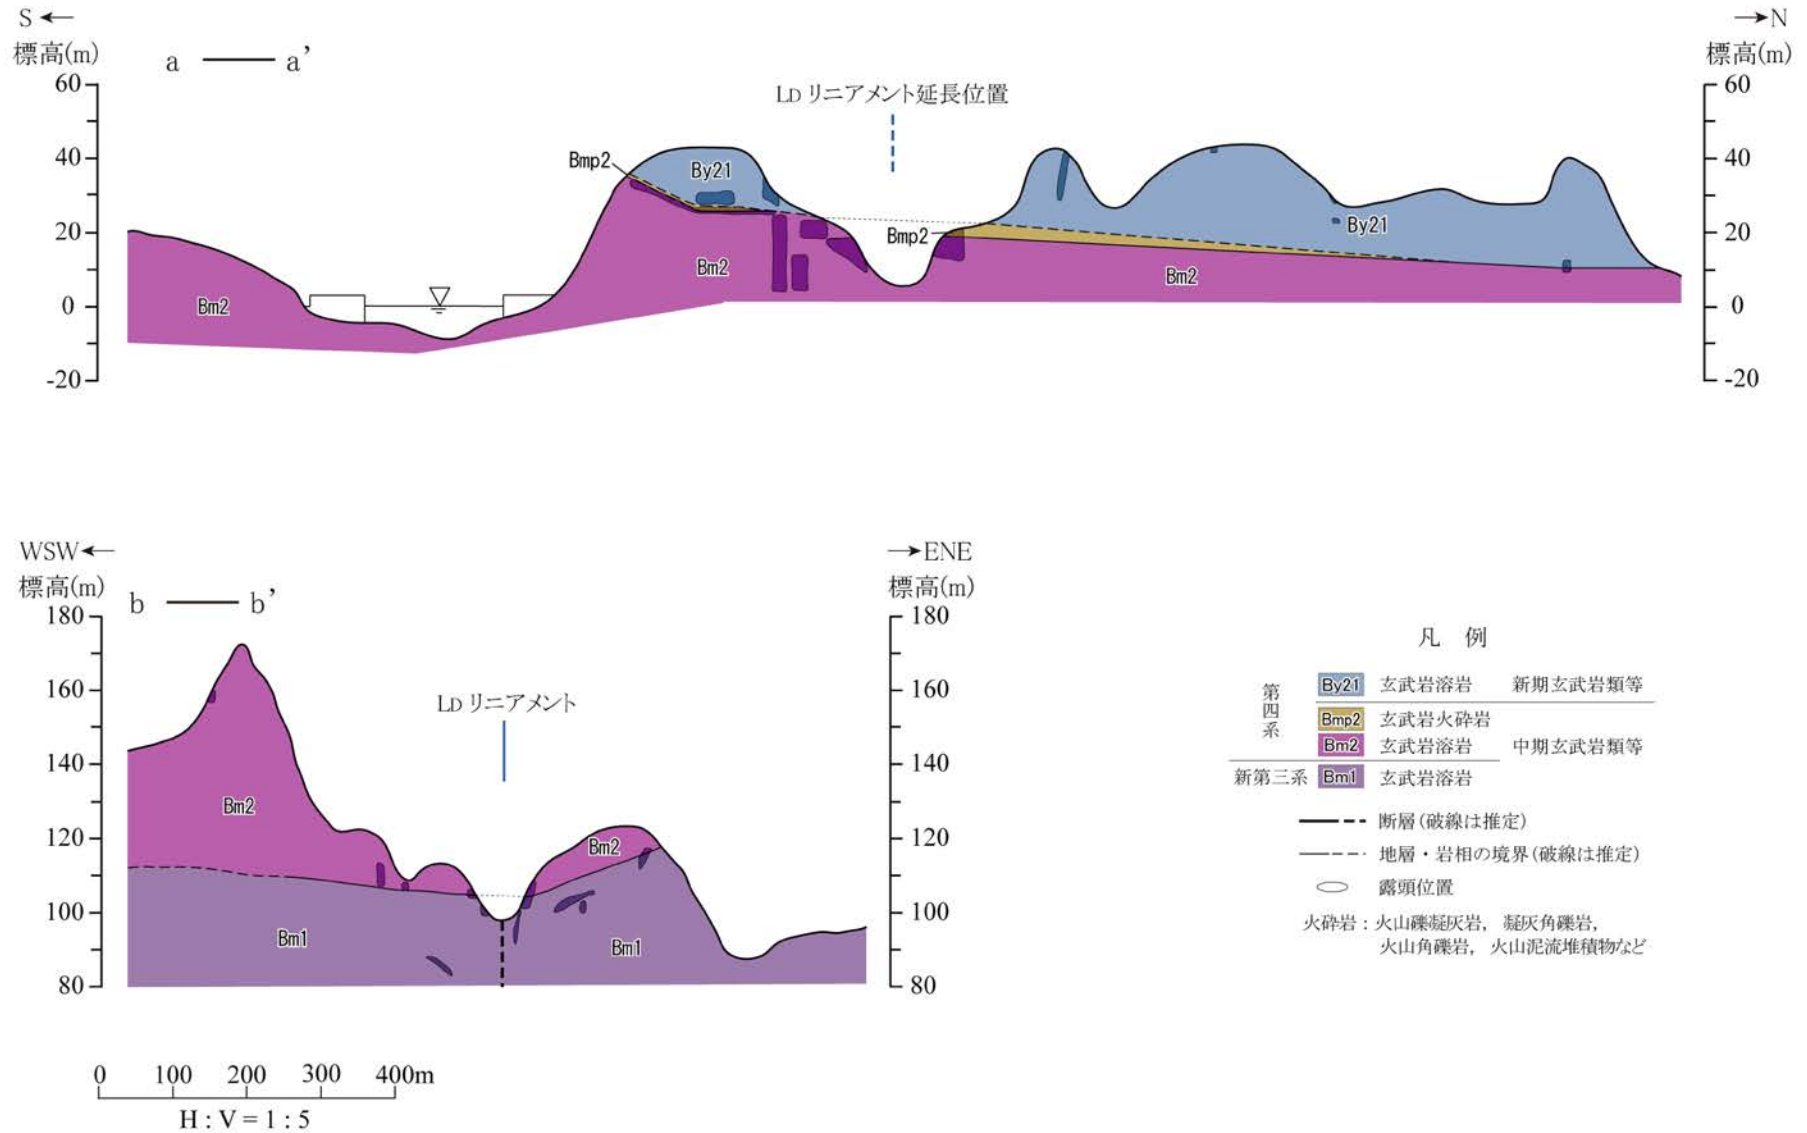 S ← → N
標高(m) 標高(m)
a a’
60 60
LD リニアメント延長位置
40 40
Bmp2
By21
20 20
Bmp2
By21
Bm2
Bm2
Bm2
0 0
-20 -20
WSW← →ENE
標高(m) 標高(m)
b b’
180 180
160 160
LD リニアメント
140 140
Bm2
120 120
Bm2
100 100
Bm1
Bm1
80 80
0 100 200 300 400m
H : V = 1 : 5
凡 例
第四系
By21 玄武岩溶岩 新期玄武岩類等
Bmp2 玄武岩火砕岩
Bm2 玄武岩溶岩 中期玄武岩類等
新第三系 Bm1 玄武岩溶岩
断層(破線は推定)
地層・岩相の境界(破線は推定)
露頭位置
火砕岩：火山礫凝灰岩， 凝灰角礫岩，
火山角礫岩， 火山泥流堆積物など